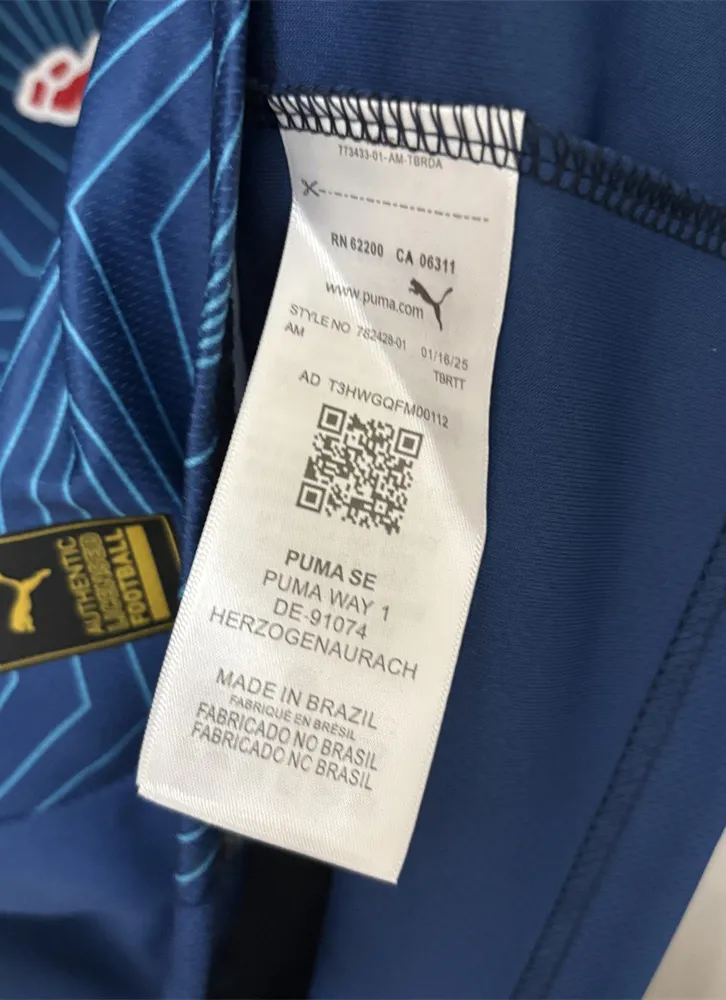 773433-01-AM-TBRDA
RN 62200 CA 06311
www.puma.com
STYLE NO 782428-01 01/16/25
AM TBRTT
AD T3HWGQFM00112
PUMA SE
PUMA WAY 1
DE-91074
HERZOGENAURACH
MADE IN BRAZIL
FABRIQUÉ EN BRÉSIL
FABRICADO NO BRASIL
FABRICADO NO BRASIL
AUTHENTIC
LICENSED
FOOTBALL